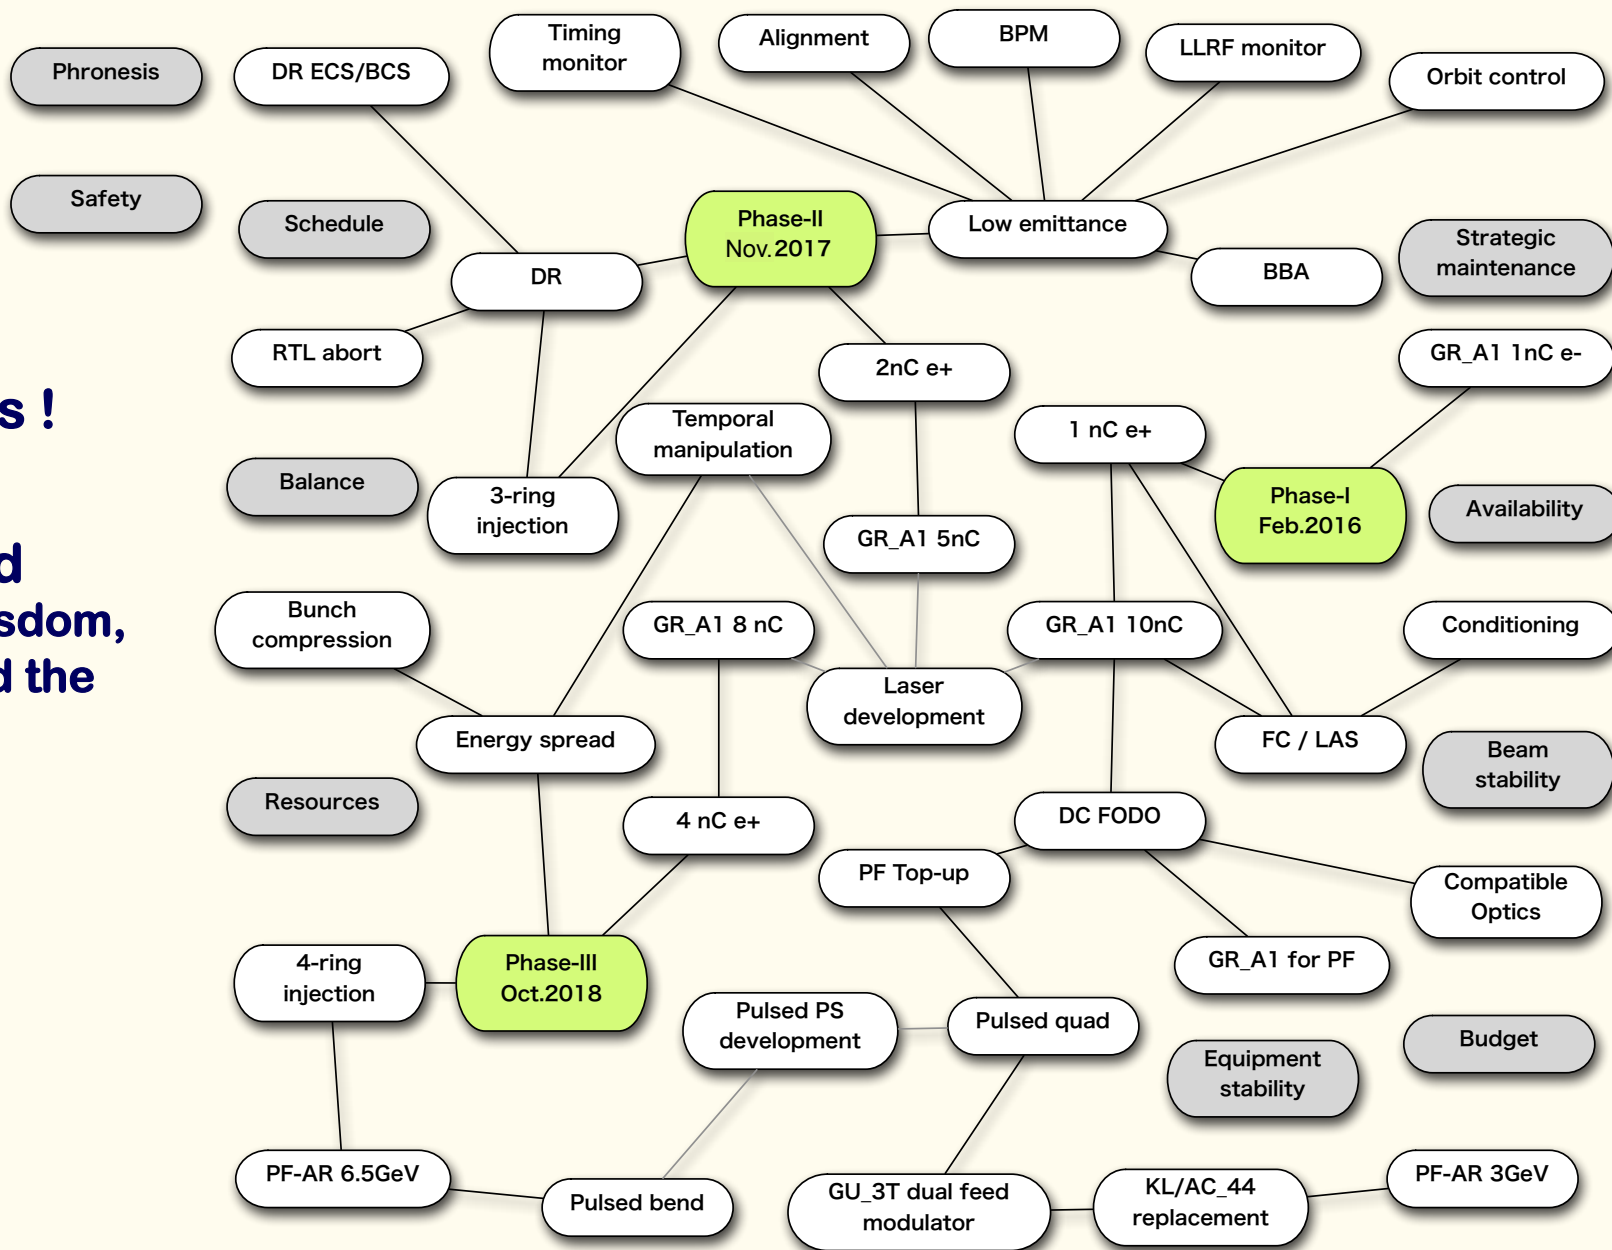 Timing
monitor
Alignment
BPM
LLRF monitor
Orbit control
Phronesis
DR ECS/BCS
Safety
Schedule
Phase-II
Nov.2017
Low emittance
Strategic
maintenance
DR
BBA
RTL abort
2nC e+
GR_A1 1nC e-
s !
Temporal
manipulation
1 nC e+
Balance
3-ring
injection
Phase-I
Feb.2016
Availability
GR_A1 5nC
d
sdom,
d the
Bunch
compression
GR_A1 8 nC
GR_A1 10nC
Conditioning
Laser
development
Energy spread
FC / LAS
Beam
stability
Resources
4 nC e+
DC FODO
PF Top-up
Compatible
Optics
4-ring
injection
Phase-III
Oct.2018
GR_A1 for PF
Pulsed PS
development
Pulsed quad
Equipment
stability
Budget
PF-AR 6.5GeV
Pulsed bend
GU_3T dual feed
modulator
KL/AC_44
replacement
PF-AR 3GeV